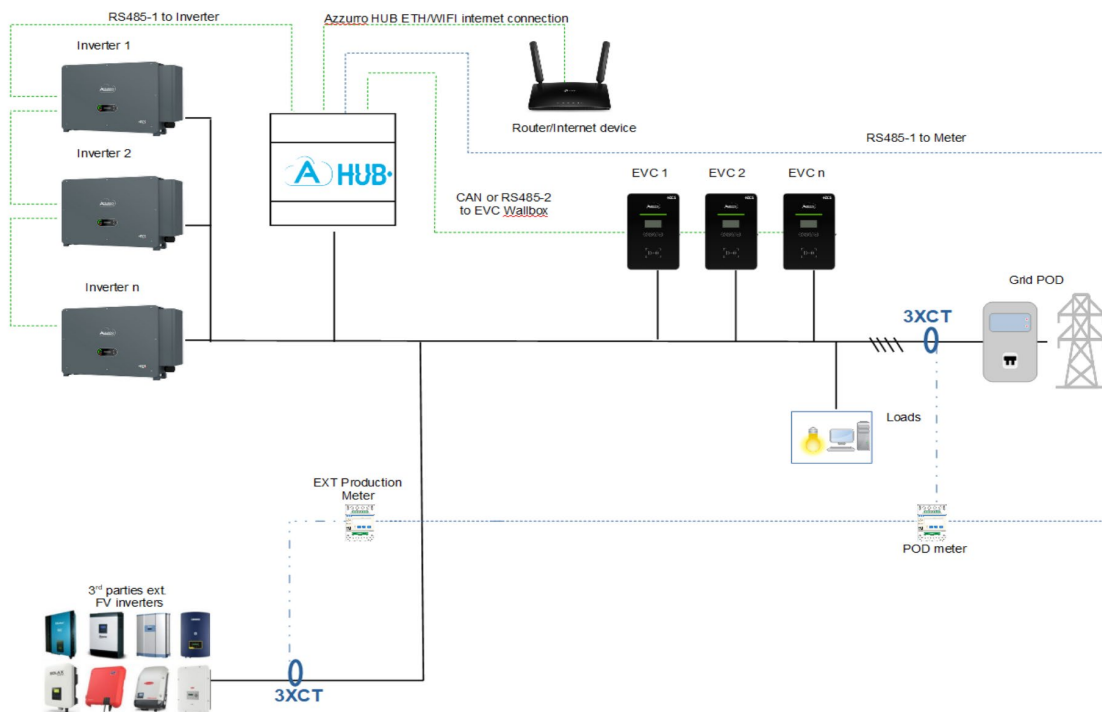 RS485-1 to Inverter
Azzurro HUB ETH/WIFI internet connection
Inverter 1
Router/Internet device
RS485-1 to Meter
Inverter 2
HUB
EVC 1
EVC 2
EVC n
CAN or RS485-2
to EVC Wallbox
Inverter n
Grid POD
3XCT
Loads
EXT Production
Meter
POD meter
3rd parties ext.
FV inverters
3XCT